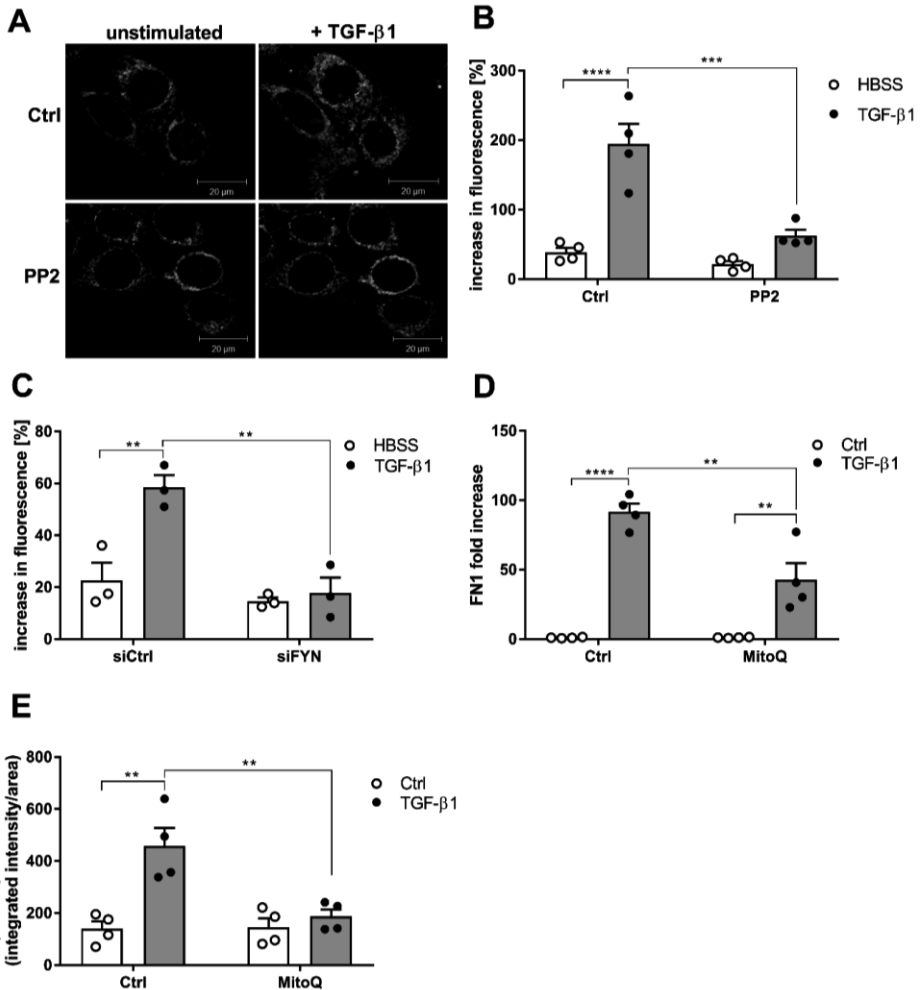 A
unstimulated
+ TGF-β1
Ctrl
20 µm
20 µm
PP2
20 µm
20 µm
B
increase in fluorescence [%]
300
200
100
0
****
***
HBSS
TGF-β1
Ctrl
PP2
C
increase in fluorescence [%]
80
60
40
20
0
**
**
HBSS
TGF-β1
siCtrl
siFYN
D
FN1 fold increase
150
100
50
0
****
**
**
Ctrl
TGF-β1
Ctrl
MitoQ
E
(integrated intensity/area)
800
600
400
200
0
**
**
Ctrl
TGF-β1
Ctrl
MitoQ